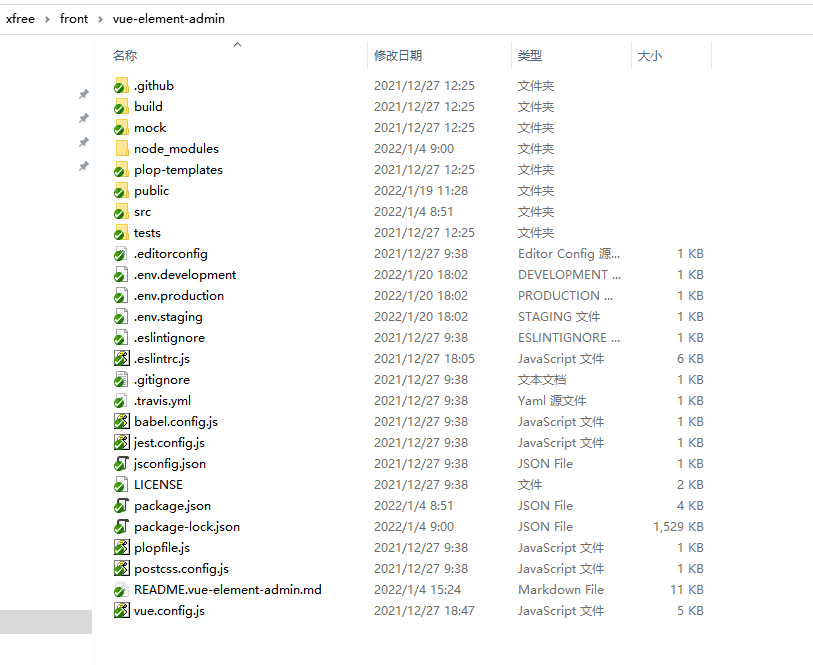 xfree > front > vue-element-admin
名称 修改日期 类型 大小
.github 2021/12/27 12:25 文件夹
build 2021/12/27 12:25 文件夹
mock 2021/12/27 12:25 文件夹
node_modules 2022/1/4 9:00 文件夹
plop-templates 2021/12/27 12:25 文件夹
public 2022/1/19 11:28 文件夹
src 2022/1/4 8:51 文件夹
tests 2021/12/27 12:25 文件夹
.editorconfig 2021/12/27 9:38 Editor Config 源... 1 KB
.env.development 2022/1/20 18:02 DEVELOPMENT ... 1 KB
.env.production 2022/1/20 18:02 PRODUCTION ... 1 KB
.env.staging 2022/1/20 18:02 STAGING 文件 1 KB
.eslintignore 2021/12/27 9:38 ESLINTIGNORE ... 1 KB
.eslintrc.js 2021/12/27 18:05 JavaScript 文件 6 KB
.gitignore 2021/12/27 9:38 文本文档 1 KB
.travis.yml 2021/12/27 9:38 Yaml 源文件 1 KB
babel.config.js 2021/12/27 9:38 JavaScript 文件 1 KB
jest.config.js 2021/12/27 9:38 JavaScript 文件 1 KB
jsconfig.json 2021/12/27 9:38 JSON File 1 KB
LICENSE 2021/12/27 9:38 文件 2 KB
package.json 2022/1/4 8:51 JSON File 4 KB
package-lock.json 2022/1/4 9:00 JSON File 1,529 KB
plopfile.js 2021/12/27 9:38 JavaScript 文件 1 KB
postcss.config.js 2021/12/27 9:38 JavaScript 文件 1 KB
README.vue-element-admin.md 2022/1/4 15:24 Markdown File 11 KB
vue.config.js 2021/12/27 18:47 JavaScript 文件 5 KB